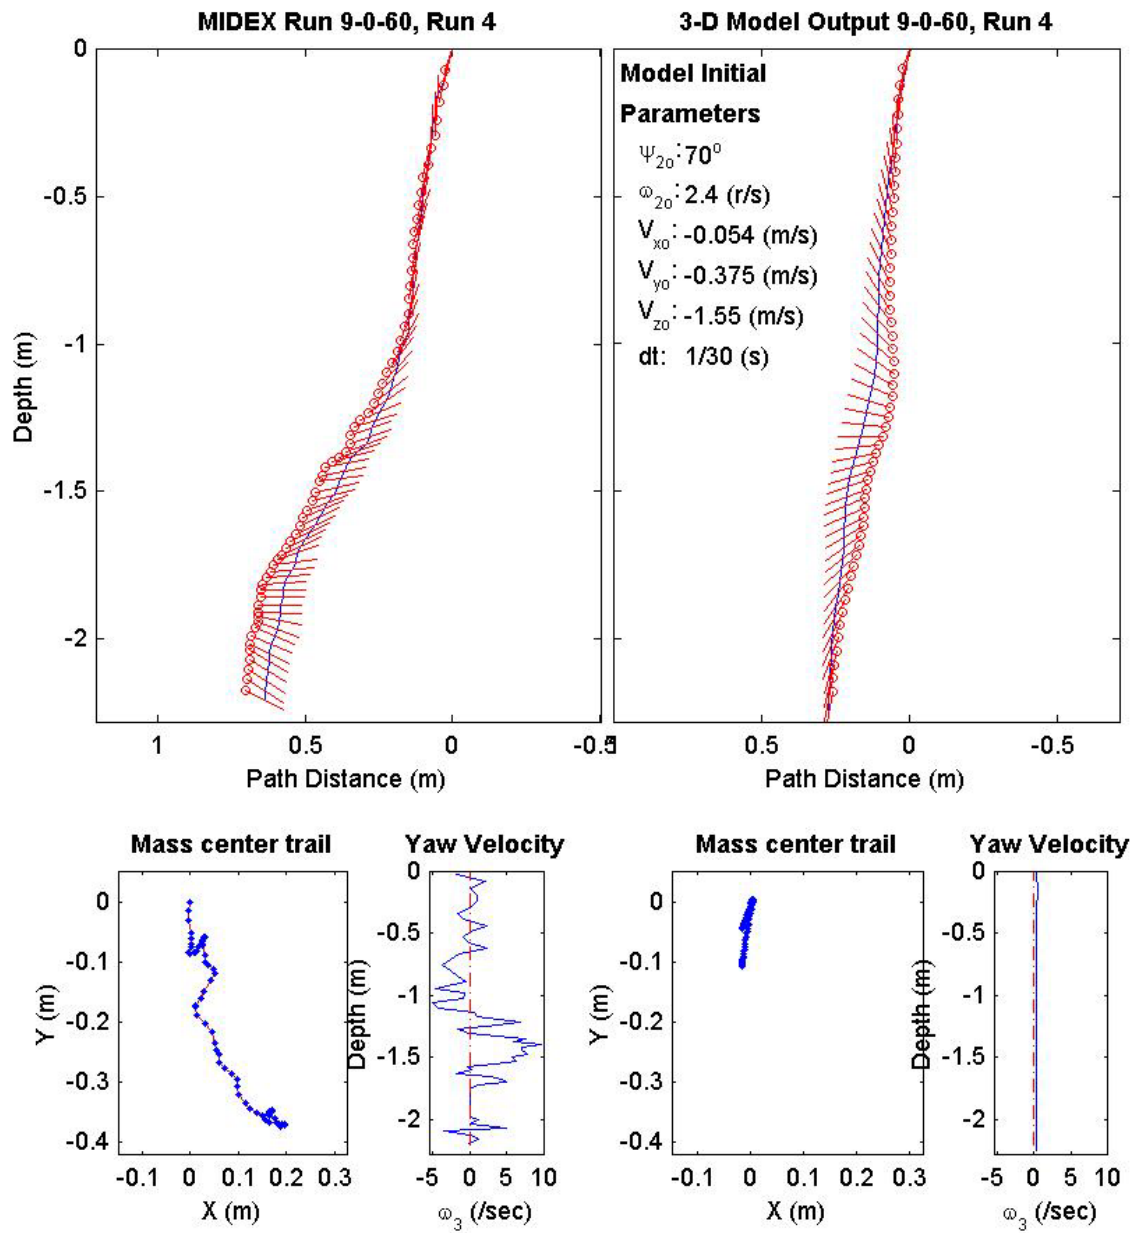 MIDEX Run 9-0-60, Run 4
3-D Model Output 9-0-60, Run 4
0
-0.5
-1
-1.5
-2
Depth (m)
1
0.5
0
-0.5
Path Distance (m)
Model Initial
Parameters
Ψ2o: 70o
ω2o: 2.4 (r/s)
Vxo: -0.054 (m/s)
Vyo: -0.375 (m/s)
Vzo: -1.55 (m/s)
dt: 1/30 (s)
1
0.5
0
-0.5
Path Distance (m)
Mass center trail
0
-0.1
-0.2
-0.3
-0.4
Y (m)
-0.1
0
0.1
0.2
0.3
X (m)
Yaw Velocity
0
-0.5
-1
-1.5
-2
Depth (m)
-5
0
5
10
ω3 (/sec)
Mass center trail
0
-0.1
-0.2
-0.3
-0.4
Y (m)
-0.1
0
0.1
0.2
0.3
X (m)
Yaw Velocity
0
-0.5
-1
-1.5
-2
Depth (m)
-5
0
5
10
ω3 (/sec)